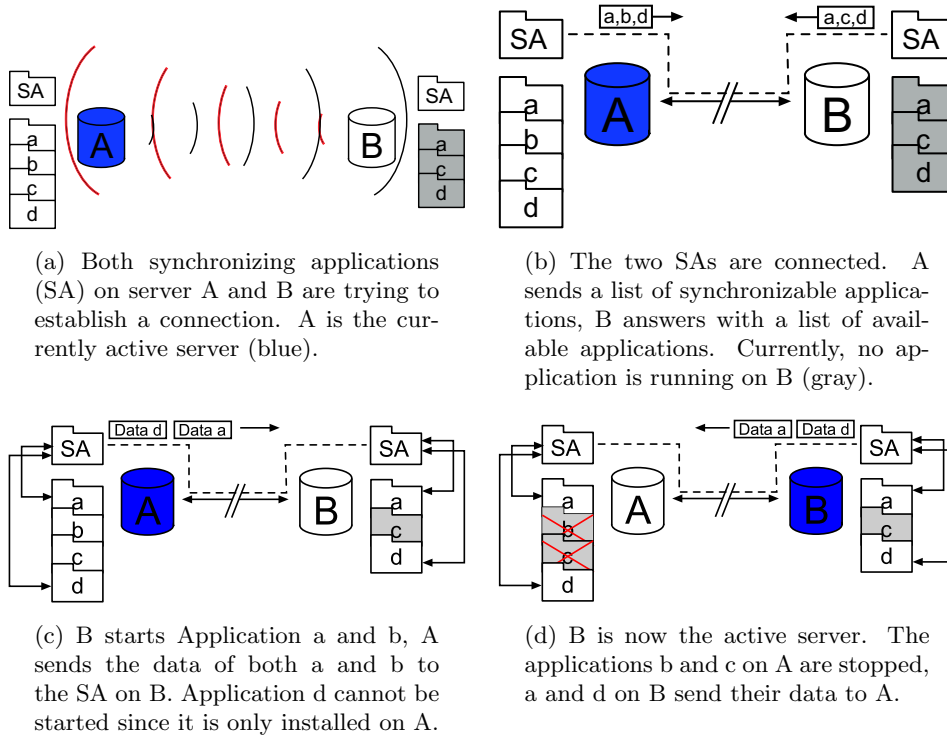 SA
A
B
SA
a
b
c
d
a
c
d
(a) Both synchronizing applications
(SA) on server A and B are trying to
establish a connection. A is the cur-
rently active server (blue).
a,b,d
a,c,d
SA
SA
A
B
a
b
c
d
a
c
d
(b) The two SAs are connected. A
sends a list of synchronizable applica-
tions, B answers with a list of avail-
able applications. Currently, no ap-
plication is running on B (gray).
Data d Data a
SA
SA
A
B
a
b
c
d
a
c
d
(c) B starts Application a and b, A
sends the data of both a and b to
the SA on B. Application d cannot be
started since it is only installed on A.
Data a Data d
SA
SA
A
B
a
b
c
d
a
c
d
(d) B is now the active server. The
applications b and c on A are stopped,
a and d on B send their data to A.